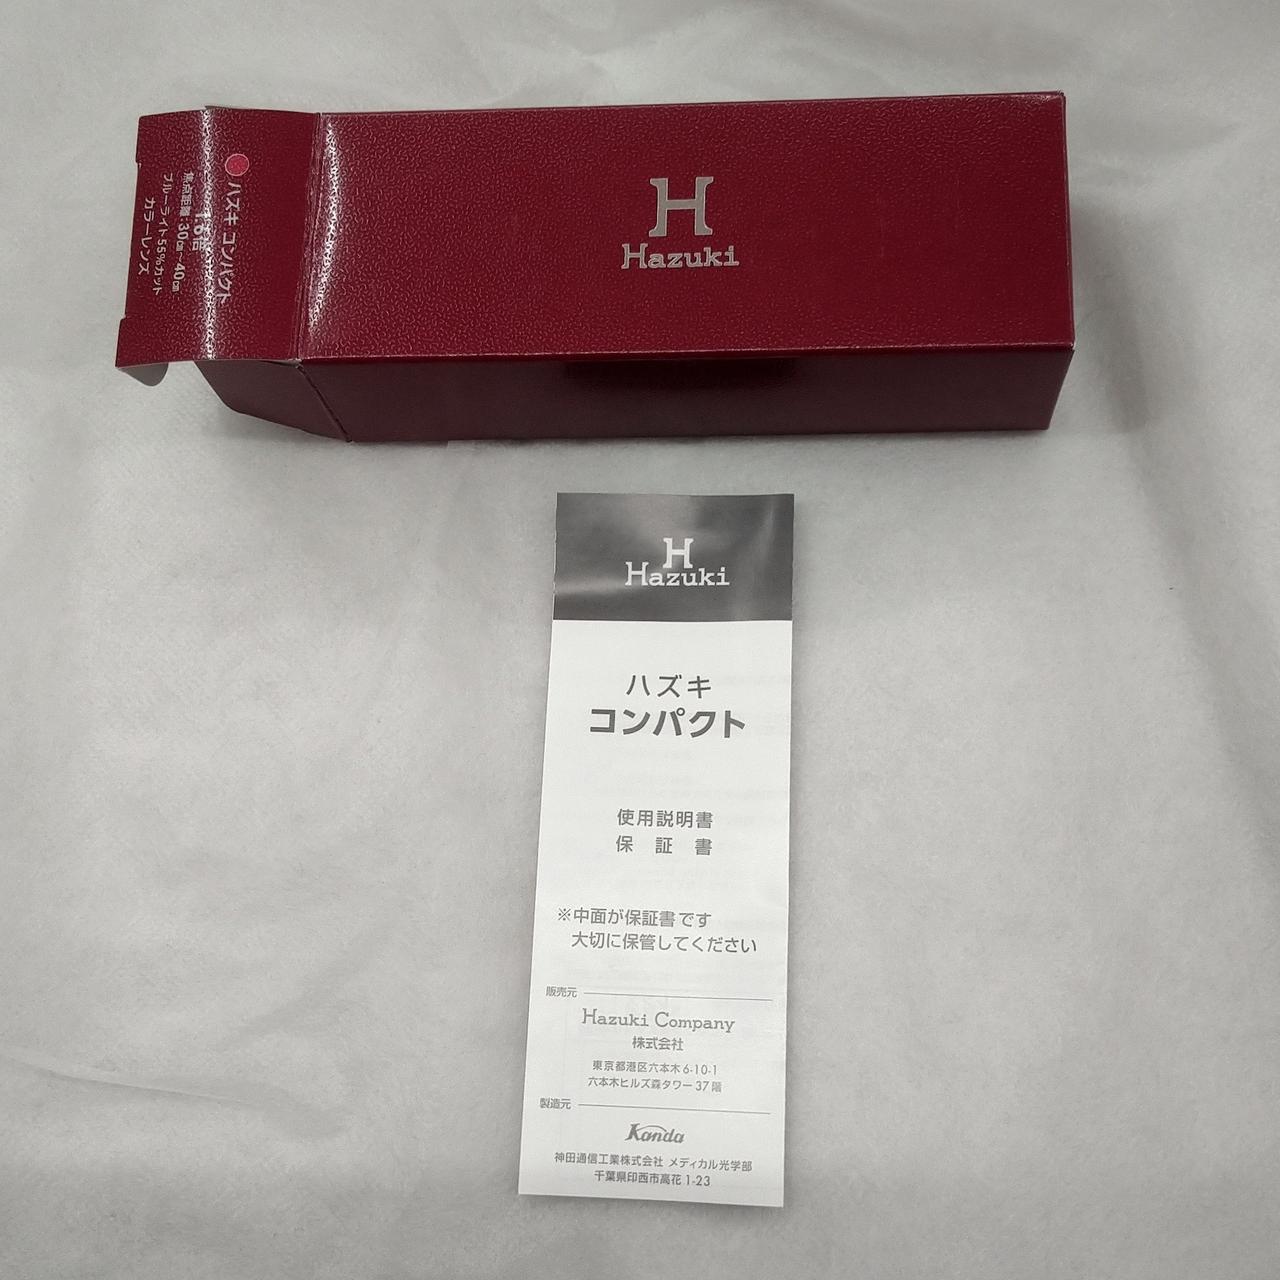 ハズキ コンパクト
1.6倍
焦点距離:30㎝~40㎝
ブルーライト55%カット
カラーレンズ
H
Hazuki
H
Hazuki
ハズキ
コンパクト
使用説明書
保証書
※中面が保証書です
大切に保管してください
販売元
Hazuki Company
株式会社
東京都港区六本木6-10-1
六本木ヒルズ森タワー37階
製造元
Kanda
神田通信工業株式会社 メディカル光学部
千葉県印西市高花1-23